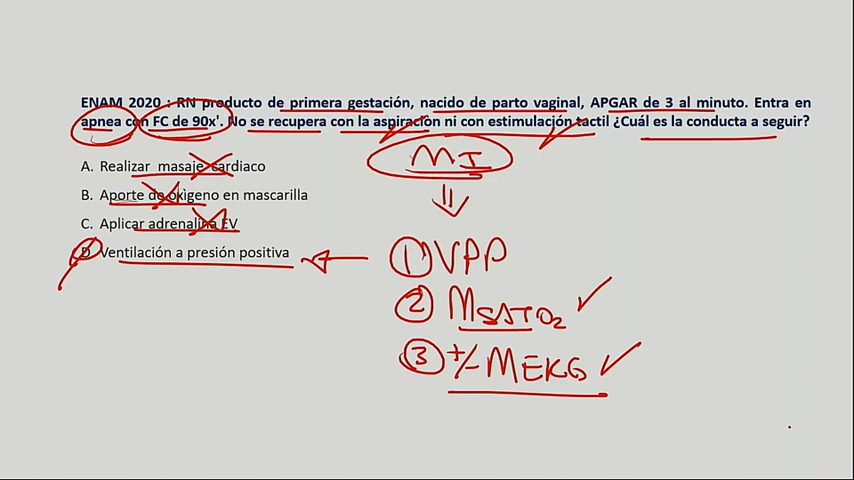 ENAM 2020 : RN producto de primera gestación, nacido de parto vaginal, APGAR de 3 al minuto. Entra en
apnea con FC de 90x'. No se recupera con la aspiración ni con estimulación tactil ¿Cuál es la conducta a seguir?
MI
A. Realizar masaje cardiaco
B. Aporte de oxigeno en mascarilla
C. Aplicar adrenalina EV
D. Ventilación a presión positiva
① VPP
② MSATO2
③ +/- MEKG